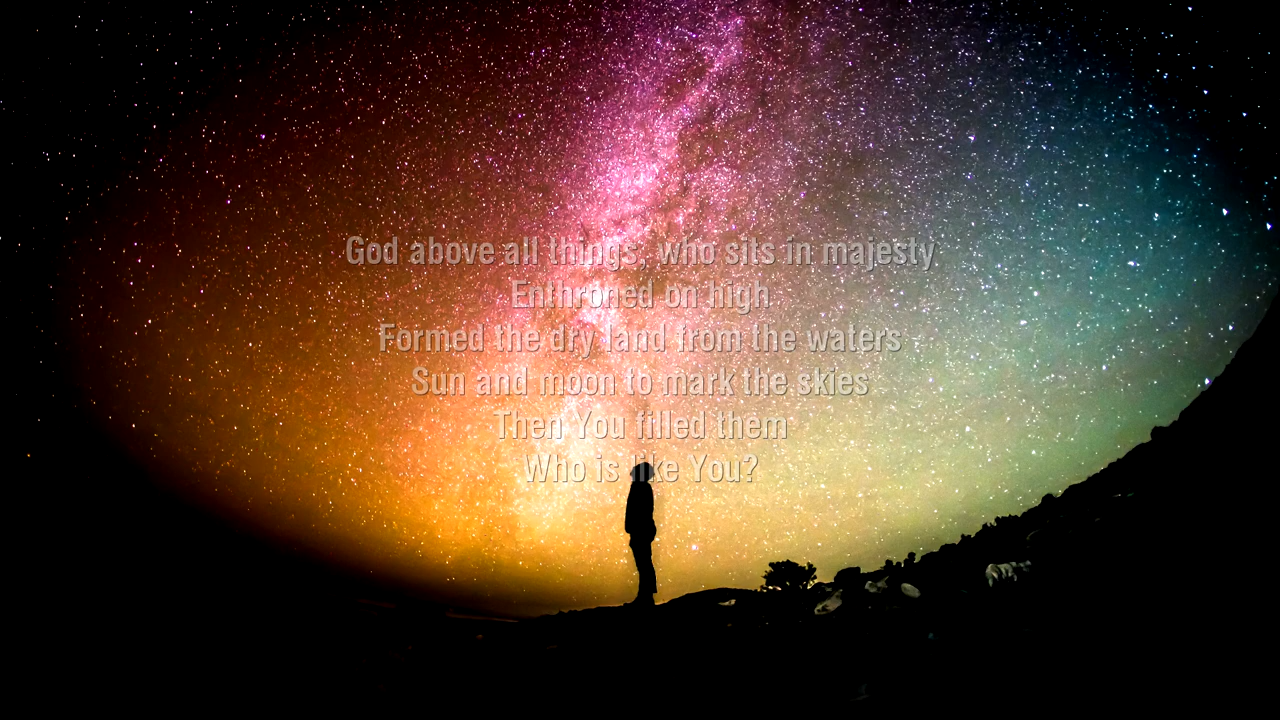 God above all things, who sits in majesty
Enthroned on high
Formed the dry land from the waters
Sun and moon to mark the skies
Then You filled them
Who is like You?